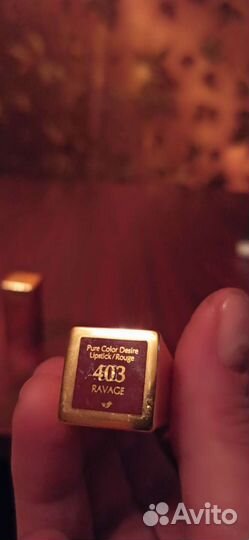 Pure Color Desire
Lipstick/Rouge
403
RAVAGE
Avito